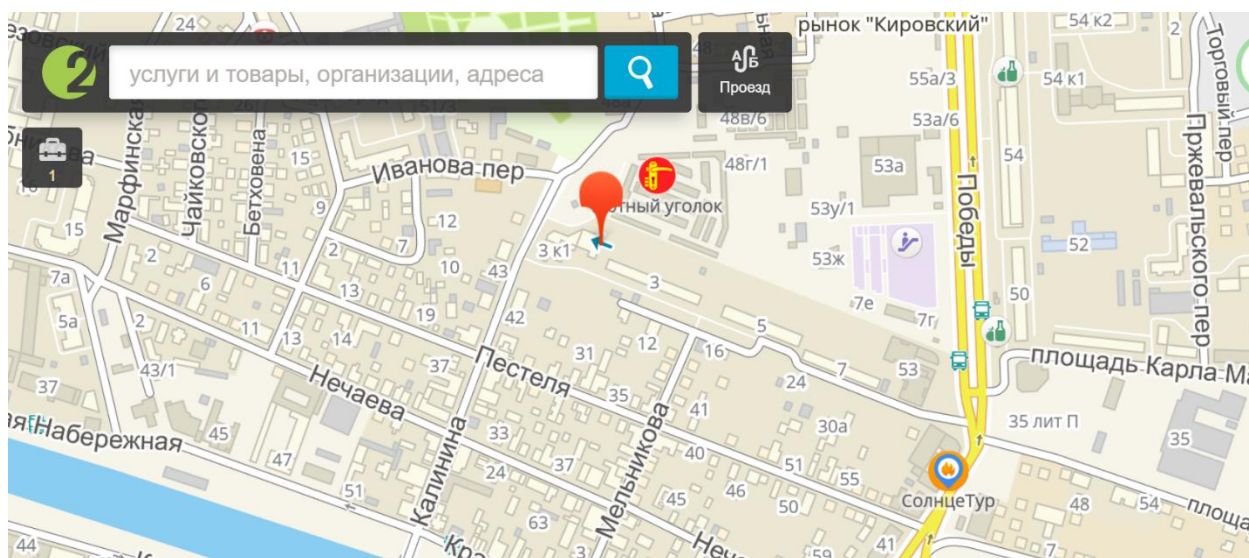 24
рынок "Кировский"
54 к2
2
услуги и товары, организации, адреса
АБ
Проезд
55а/3
54 к1
Торговый пер
48в/6
53а/6
1
Марфинская
Чайковского
Бетховена
15
Иванова пер
48г/1
53а
54
Победы
Пржевальского пер
9
12
тный уголок
53у/1
15
2
7
3 к1
52
2
11
10
43
53ж
7а
6
3
7е
7г
50
13
19
42
5а
2
11
13
14
5
43/1
31
12
16
7
53
площадь Карла Ма
37
Пестеля
24
37
Нечаева
35
41
35 лит П
35
Набережная
45
33
Мельникова
40
30а
47
Калинина
24
37
51
55
СолнцеТур
51
45
46
50
48
54
площа
44
63
3
59
41
Кра
Неч